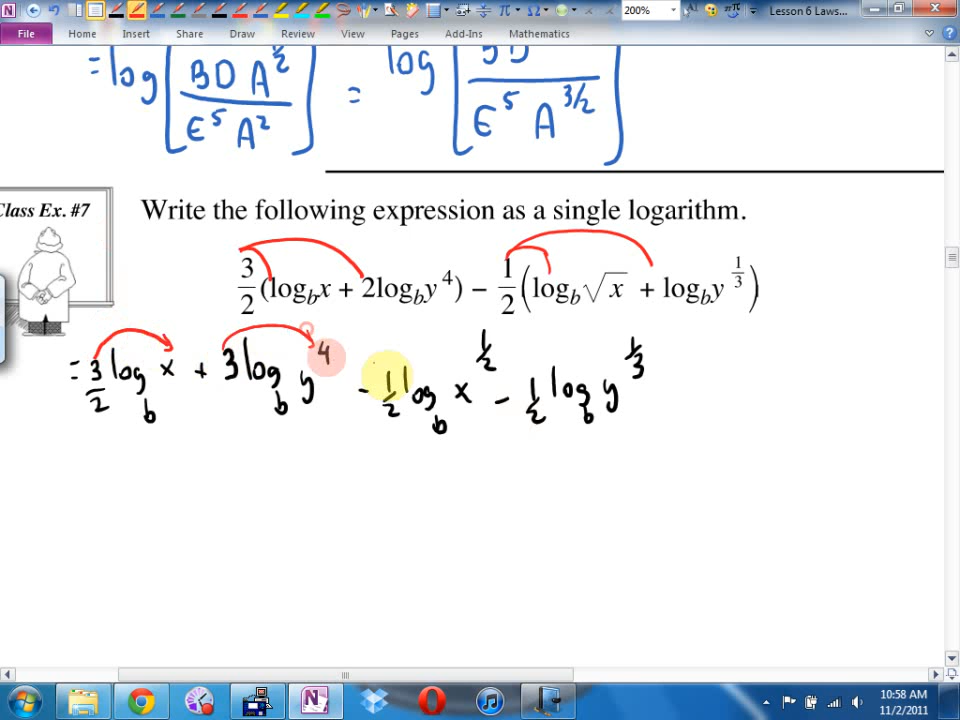 200%
Lesson 6 Laws...
File Home Insert Share Draw Review View Pages Add-Ins Mathematics
= log [ BD A^{1/2} / E^5 A^2 ] = log [ BD / E^5 A^{3/2} ]
Class Ex. #7
Write the following expression as a single logarithm.
3/2 (log_b x + 2log_b y^4) − 1/2 (log_b √x + log_b y^{1/3})
= 3/2 log_b x + 3 log_b y^4 - 1/2 log_b x^{1/2} - 1/2 log_b y^{1/3}
10:58 AM
11/2/2011